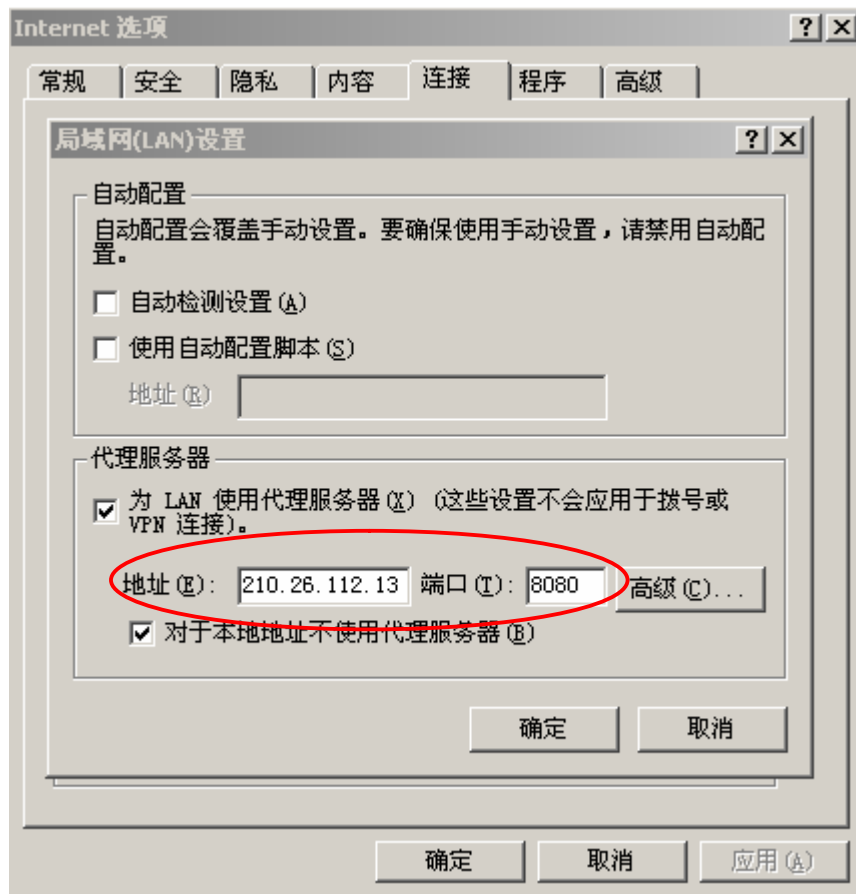 Internet 选项
常规 安全 隐私 内容 连接 程序 高级
局域网(LAN)设置
自动配置
自动配置会覆盖手动设置。要确保使用手动设置，请禁用自动配
置。
自动检测设置(A)
使用自动配置脚本(S)
地址(R)
代理服务器
为 LAN 使用代理服务器(X) (这些设置不会应用于拨号或
VPN 连接)。
地址(E): 210.26.112.13 端口(T): 8080 高级(C)...
对于本地地址不使用代理服务器(B)
确定 取消
确定 取消 应用(A)